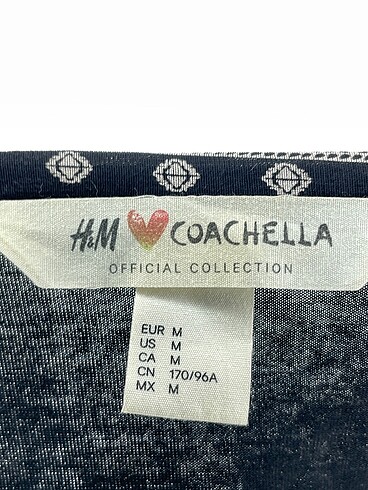 H&M COACHELLA
OFFICIAL COLLECTION
EUR M
US M
CA M
CN 170/96A
MX M